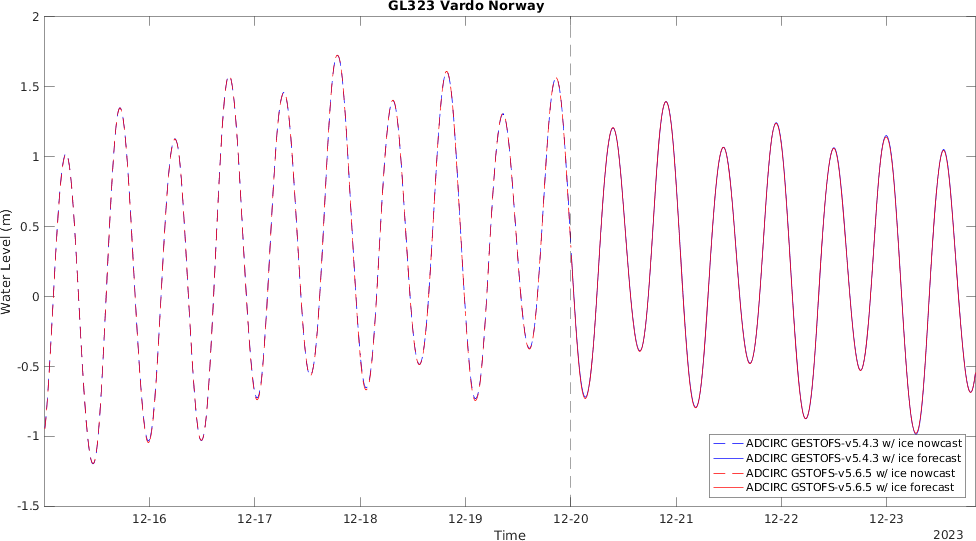 GL323 Vardo Norway
2
1.5
1
0.5
0
-0.5
-1
-1.5
Water Level (m)
12-16 12-17 12-18 12-19 12-20 12-21 12-22 12-23
Time
2023
ADCIRC GESTOFS-v5.4.3 w/ ice nowcast
ADCIRC GESTOFS-v5.4.3 w/ ice forecast
ADCIRC GSTOFS-v5.6.5 w/ ice nowcast
ADCIRC GSTOFS-v5.6.5 w/ ice forecast